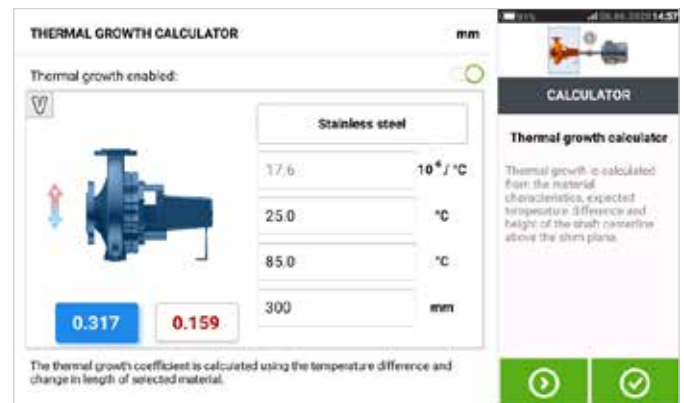 THERMAL GROWTH CALCULATOR mm
14:57
Thermal growth enabled:
CALCULATOR
V
Stainless steel
Thermal growth calculator
17.6 10⁻⁶/ °C
25.0 °C
85.0 °C
300 mm
0.317 0.159
Thermal growth is calculated
from the material
characteristics, expected
temperature difference and
height of the shaft centerline
above the shim plane.
The thermal growth coefficient is calculated using the temperature difference and
change in length of selected material.